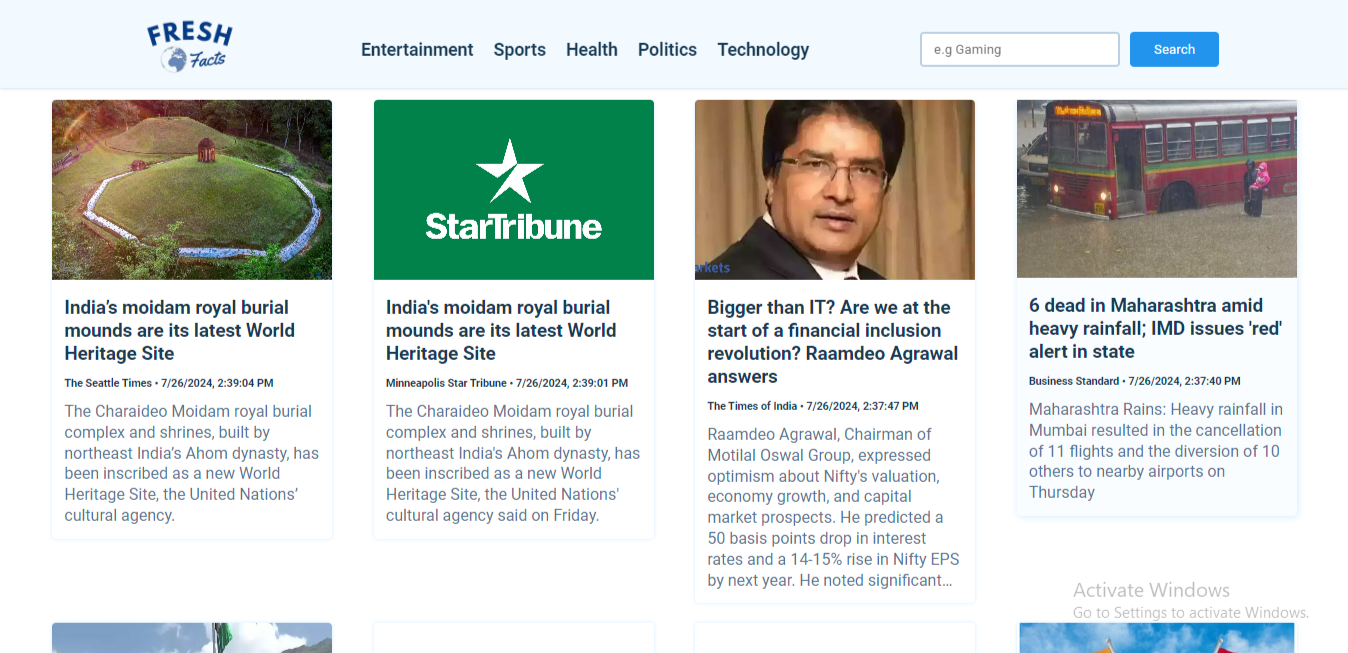 FRESH
Facts
Entertainment Sports Health Politics Technology
e.g Gaming
Search
StarTribune
rkets
India’s moidam royal burial
mounds are its latest World
Heritage Site
The Seattle Times • 7/26/2024, 2:39:04 PM
The Charaideo Moidam royal burial
complex and shrines, built by
northeast India’s Ahom dynasty, has
been inscribed as a new World
Heritage Site, the United Nations’
cultural agency.
India's moidam royal burial
mounds are its latest World
Heritage Site
Minneapolis Star Tribune • 7/26/2024, 2:39:01 PM
The Charaideo Moidam royal burial
complex and shrines, built by
northeast India's Ahom dynasty, has
been inscribed as a new World
Heritage Site, the United Nations'
cultural agency said on Friday.
Bigger than IT? Are we at the
start of a financial inclusion
revolution? Raamdeo Agrawal
answers
The Times of India • 7/26/2024, 2:37:47 PM
Raamdeo Agrawal, Chairman of
Motilal Oswal Group, expressed
optimism about Nifty's valuation,
economy growth, and capital
market prospects. He predicted a
50 basis points drop in interest
rates and a 14-15% rise in Nifty EPS
by next year. He noted significant…
6 dead in Maharashtra amid
heavy rainfall; IMD issues 'red'
alert in state
Business Standard • 7/26/2024, 2:37:40 PM
Maharashtra Rains: Heavy rainfall in
Mumbai resulted in the cancellation
of 11 flights and the diversion of 10
others to nearby airports on
Thursday
Activate Windows
Go to Settings to activate Windows.